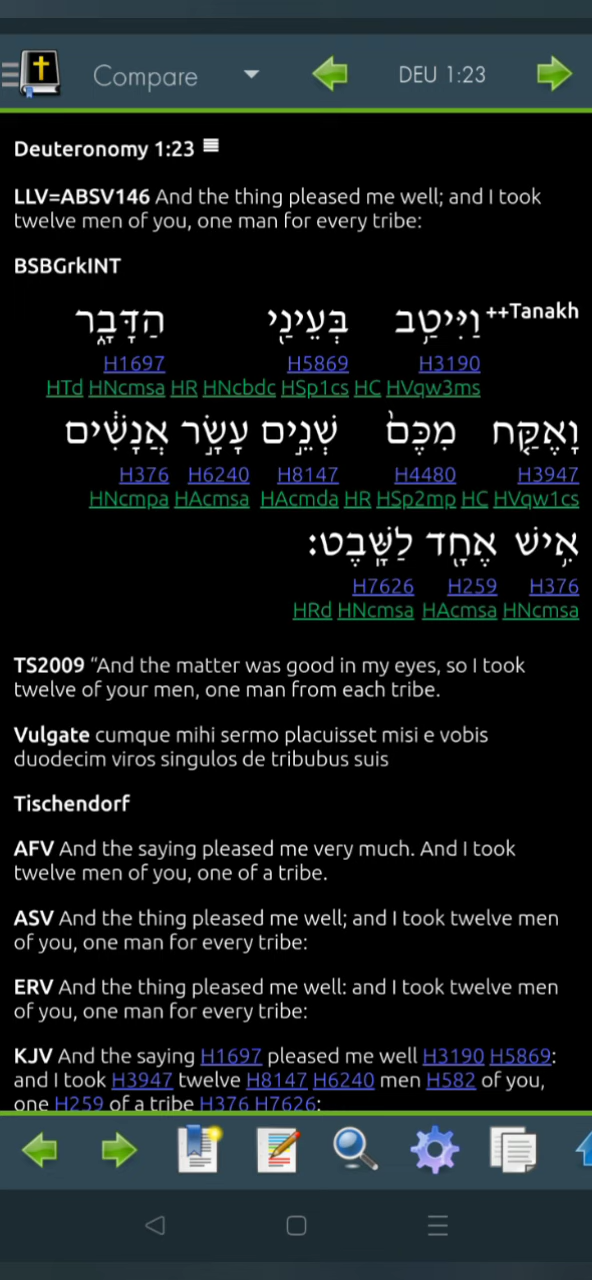 Compare
DEU 1:23
Deuteronomy 1:23
LLV=ABSV146 And the thing pleased me well; and I took
twelve men of you, one man for every tribe:
BSBGrkINT
++Tanakh וַיִּיטַ֥ב בְּעֵינַ֖י הַדָּבָ֑ר
H1697 H5869 H3190
HTd HNcmsa HR HNcbdc HSp1cs HC HVqw3ms
וָאֶקַּ֤ח מִכֶּם֙ שְׁנֵ֣ים עָשָׂ֣ר אֲנָשִׁ֔ים
H376 H6240 H8147 H4480 H3947
HNcmpa HAcmsa HAcmda HR HSp2mp HC HVqw1cs
אִ֥ישׁ אֶחָ֖ד לַשָּֽׁבֶט׃
H7626 H259 H376
HRd HNcmsa HAcmsa HNcmsa
TS2009 “And the matter was good in my eyes, so I took
twelve of your men, one man from each tribe.
Vulgate cumque mihi sermo placuisset misi e vobis
duodecim viros singulos de tribubus suis
Tischendorf
AFV And the saying pleased me very much. And I took
twelve men of you, one of a tribe.
ASV And the thing pleased me well; and I took twelve men
of you, one man for every tribe:
ERV And the thing pleased me well: and I took twelve men
of you, one man for every tribe:
KJV And the saying H1697 pleased me well H3190 H5869:
and I took H3947 twelve H8147 H6240 men H582 of you,
one H259 of a tribe H376 H7626: